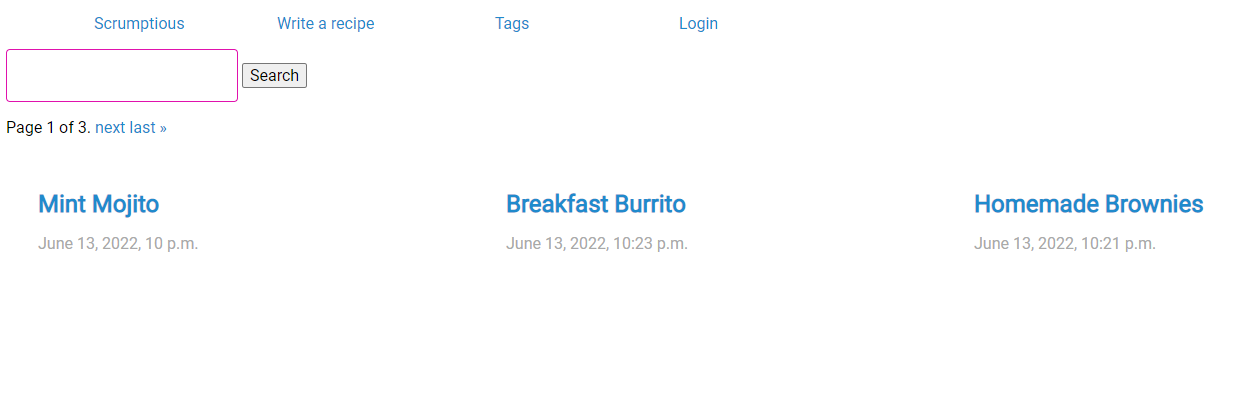 Scrumptious Write a recipe Tags Login
Search
Page 1 of 3. next last »
Mint Mojito Breakfast Burrito Homemade Brownies
June 13, 2022, 10 p.m. June 13, 2022, 10:23 p.m. June 13, 2022, 10:21 p.m.